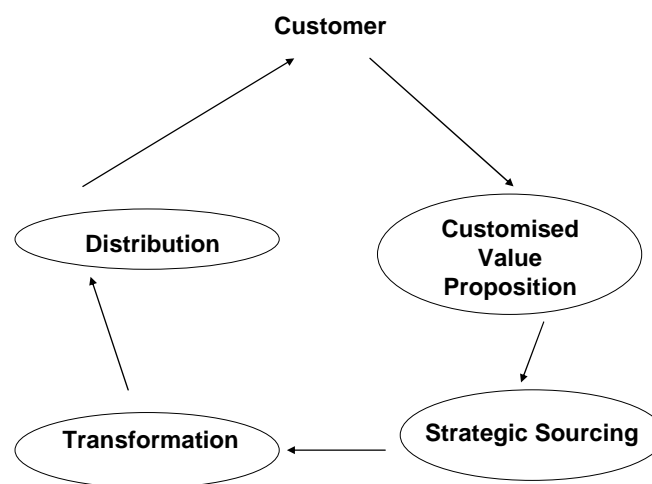 Customer
Distribution
Customised
Value
Proposition
Transformation
Strategic Sourcing